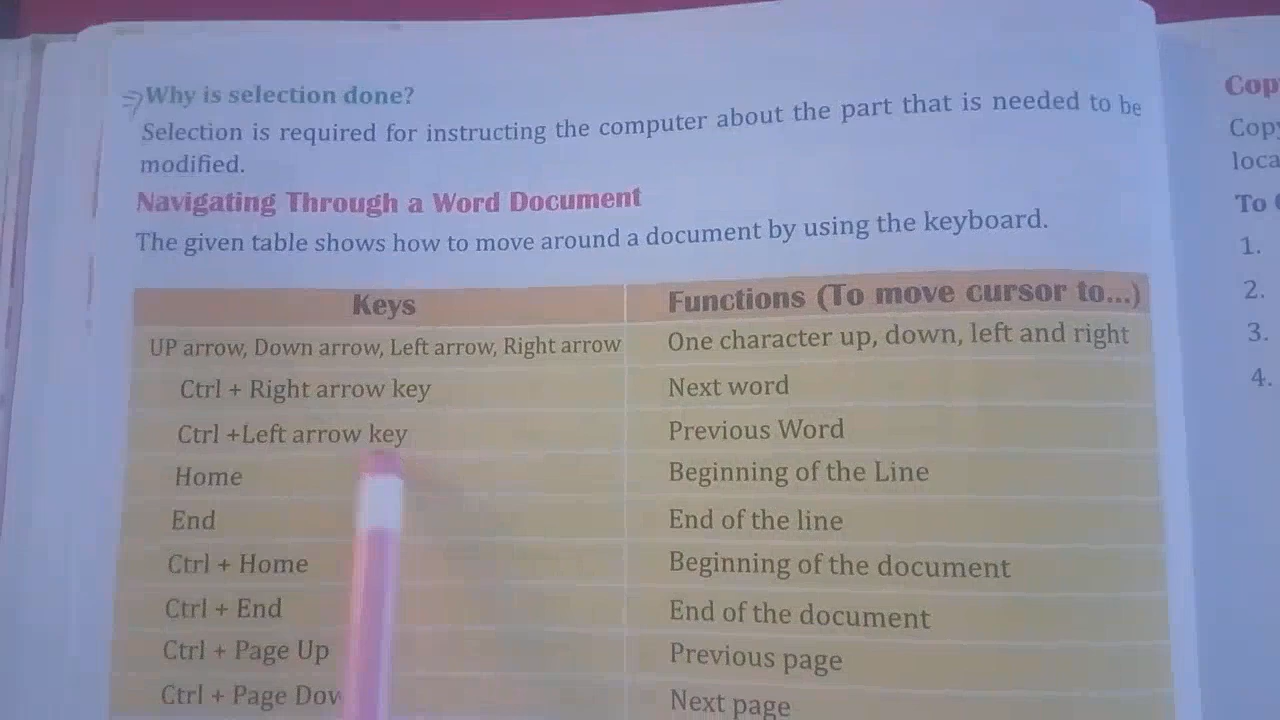 Why is selection done?
Selection is required for instructing the computer about the part that is needed to be
modified.
Navigating Through a Word Document
The given table shows how to move around a document by using the keyboard.
Keys Functions (To move cursor to...)
UP arrow, Down arrow, Left arrow, Right arrow One character up, down, left and right
Ctrl + Right arrow key Next word
Ctrl +Left arrow key Previous Word
Home Beginning of the Line
End End of the line
Ctrl + Home Beginning of the document
Ctrl + End End of the document
Ctrl + Page Up Previous page
Ctrl + Page Next page
To
1.
2.
3.
4.